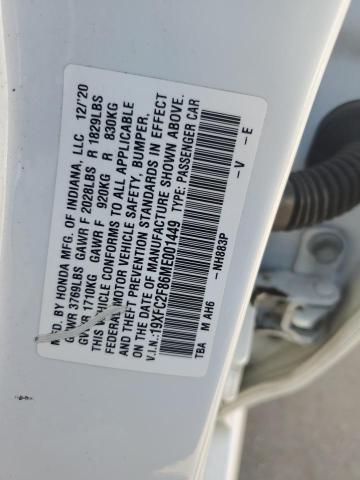 MFD. BY HONDA MFG. OF INDIANA, LLC 12/'20
GVWR 3769LBS GAWR F 2028LBS R 1829LBS
GVWR 1710KG GAWR F 920KG R 830KG
THIS VEHICLE CONFORMS TO ALL APPLICABLE
FEDERAL MOTOR VEHICLE SAFETY, BUMPER,
AND THEFT PREVENTION STANDARDS IN EFFECT
ON THE DATE OF MANUFACTURE SHOWN ABOVE.
V.I.N.: 19XFC2F86ME001449 TYPE: PASSENGER CAR
TBA M AH6 – NH883P – V – E